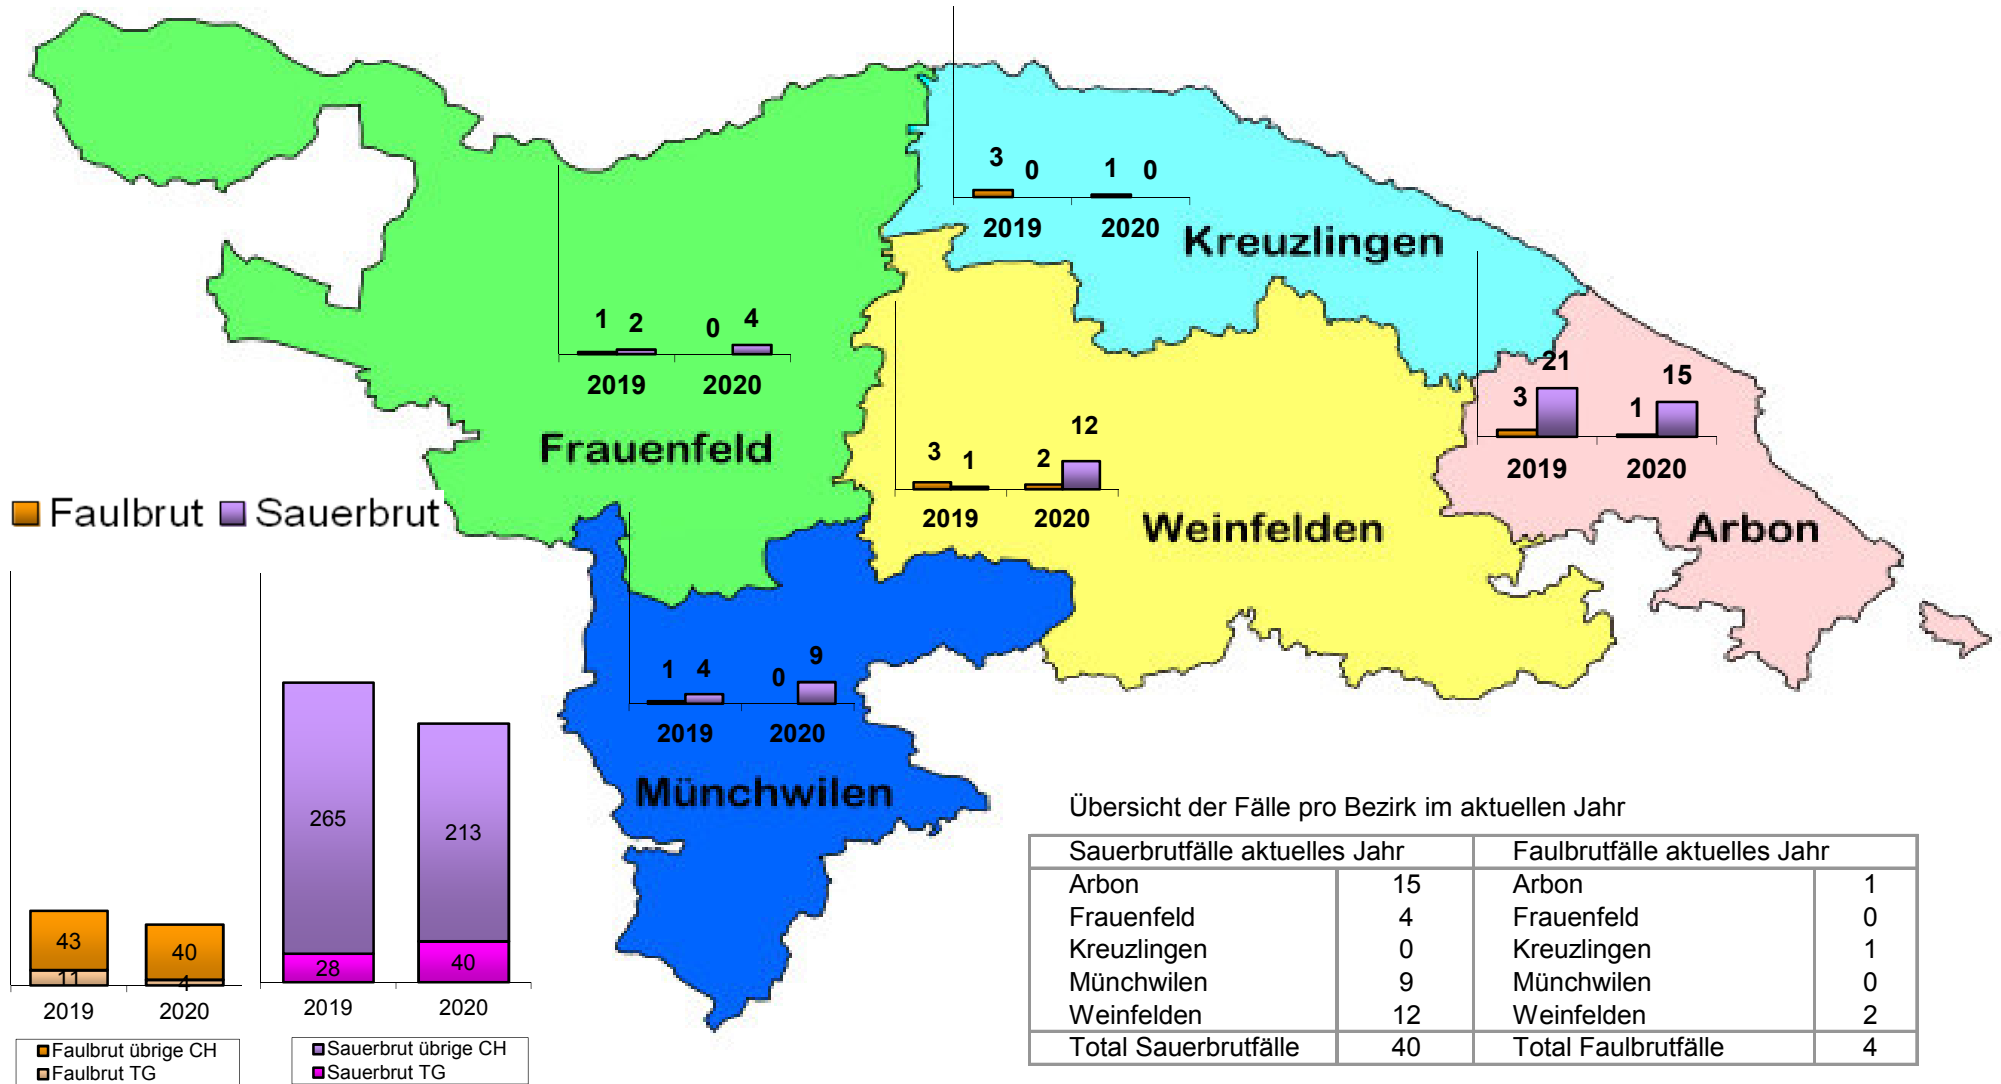 3 0 1 0
2019 2020
Kreuzlingen
1 2 0 4
2019 2020
Frauenfeld
3 1 2 12
2019 2020
Weinfelden
3 21 1 15
2019 2020
Arbon
Faulbrut Sauerbrut
1 4 0 9
2019 2020
Münchwilen
43 40
11 4
2019 2020
Faulbrut übrige CH
Faulbrut TG
265 213
28 40
2019 2020
Sauerbrut übrige CH
Sauerbrut TG
Übersicht der Fälle pro Bezirk im aktuellen Jahr
Sauerbrutfälle aktuelles Jahr Faulbrutfälle aktuelles Jahr
Arbon 15 Arbon 1
Frauenfeld 4 Frauenfeld 0
Kreuzlingen 0 Kreuzlingen 1
Münchwilen 9 Münchwilen 0
Weinfelden 12 Weinfelden 2
Total Sauerbrutfälle 40 Total Faulbrutfälle 4